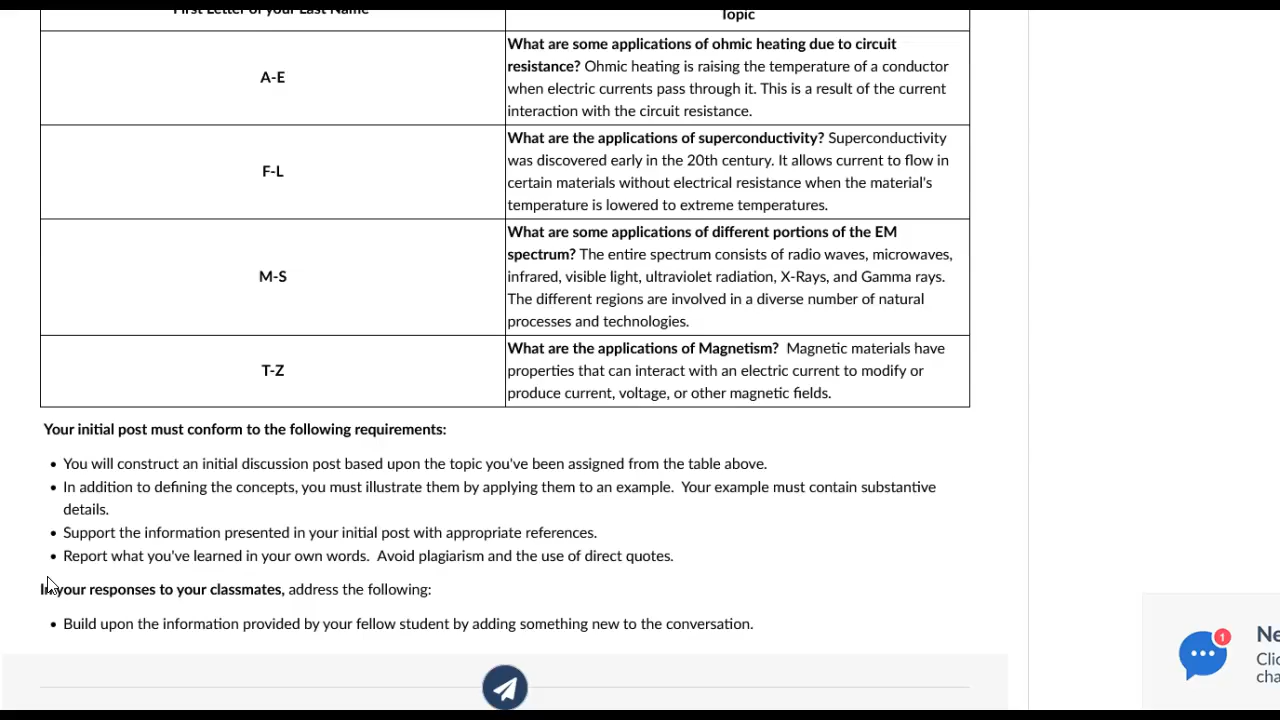 First Letter of your Last Name
Topic
A-E
What are some applications of ohmic heating due to circuit
resistance? Ohmic heating is raising the temperature of a conductor
when electric currents pass through it. This is a result of the current
interaction with the circuit resistance.
F-L
What are the applications of superconductivity? Superconductivity
was discovered early in the 20th century. It allows current to flow in
certain materials without electrical resistance when the material's
temperature is lowered to extreme temperatures.
M-S
What are some applications of different portions of the EM
spectrum? The entire spectrum consists of radio waves, microwaves,
infrared, visible light, ultraviolet radiation, X-Rays, and Gamma rays.
The different regions are involved in a diverse number of natural
processes and technologies.
T-Z
What are the applications of Magnetism? Magnetic materials have
properties that can interact with an electric current to modify or
produce current, voltage, or other magnetic fields.
Your initial post must conform to the following requirements:
• You will construct an initial discussion post based upon the topic you've been assigned from the table above.
• In addition to defining the concepts, you must illustrate them by applying them to an example. Your example must contain substantive
details.
• Support the information presented in your initial post with appropriate references.
• Report what you've learned in your own words. Avoid plagiarism and the use of direct quotes.
In your responses to your classmates, address the following:
• Build upon the information provided by your fellow student by adding something new to the conversation.
1
Ne
Clic
cha